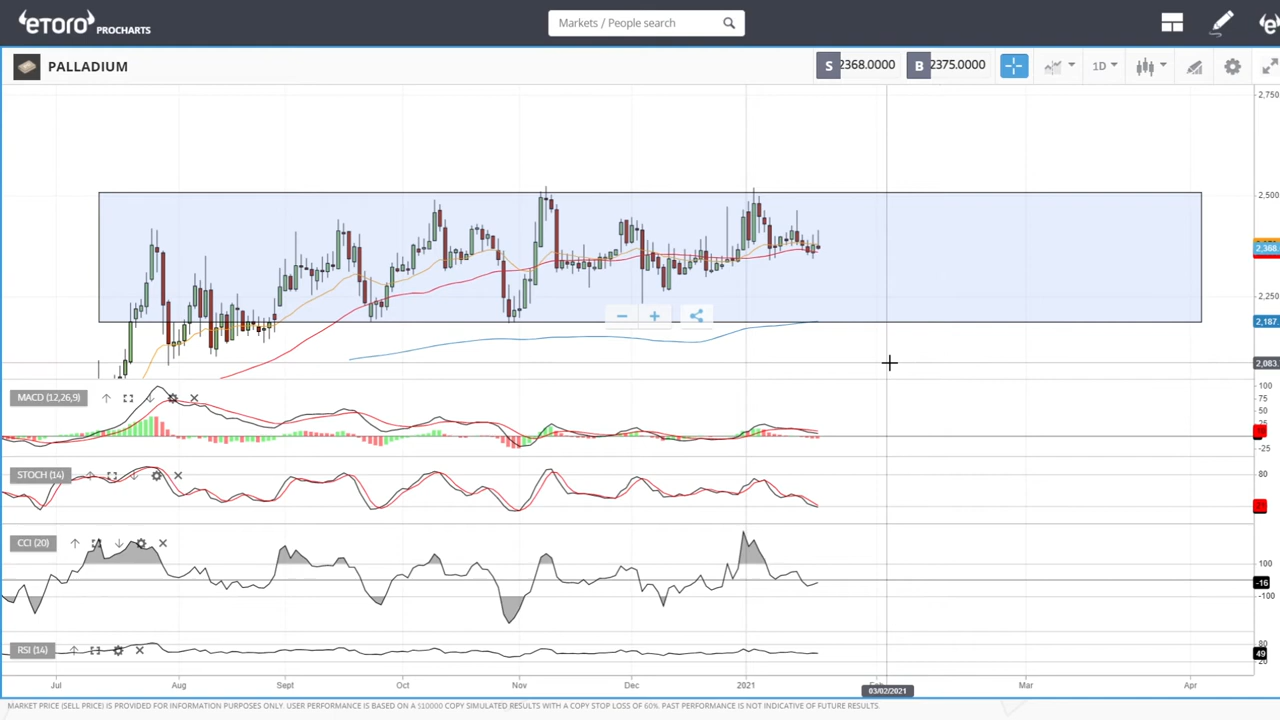 eToro PROCHARTS
Markets / People search
PALLADIUM
S 2368.0000 B 2375.0000 1D
2,750
2,500
2,368
2,250
2,187
2,083
MACD (12,26,9)
100
75
50
-25
STOCH (14)
80
CCI (20)
100
-16
-100
RSI (14)
80
49
20
Jul Aug Sept Oct Nov Dec 2021 Mar Apr
03/02/2021
MARKET PRICE (SELL PRICE) IS PROVIDED FOR INFORMATION PURPOSES ONLY. USER PERFORMANCE IS BASED ON A $10000 COPY SIMULATED RESULTS WITH A COPY STOP LOSS OF 60%. PAST PERFORMANCE IS NOT INDICATIVE OF FUTURE RESULTS.